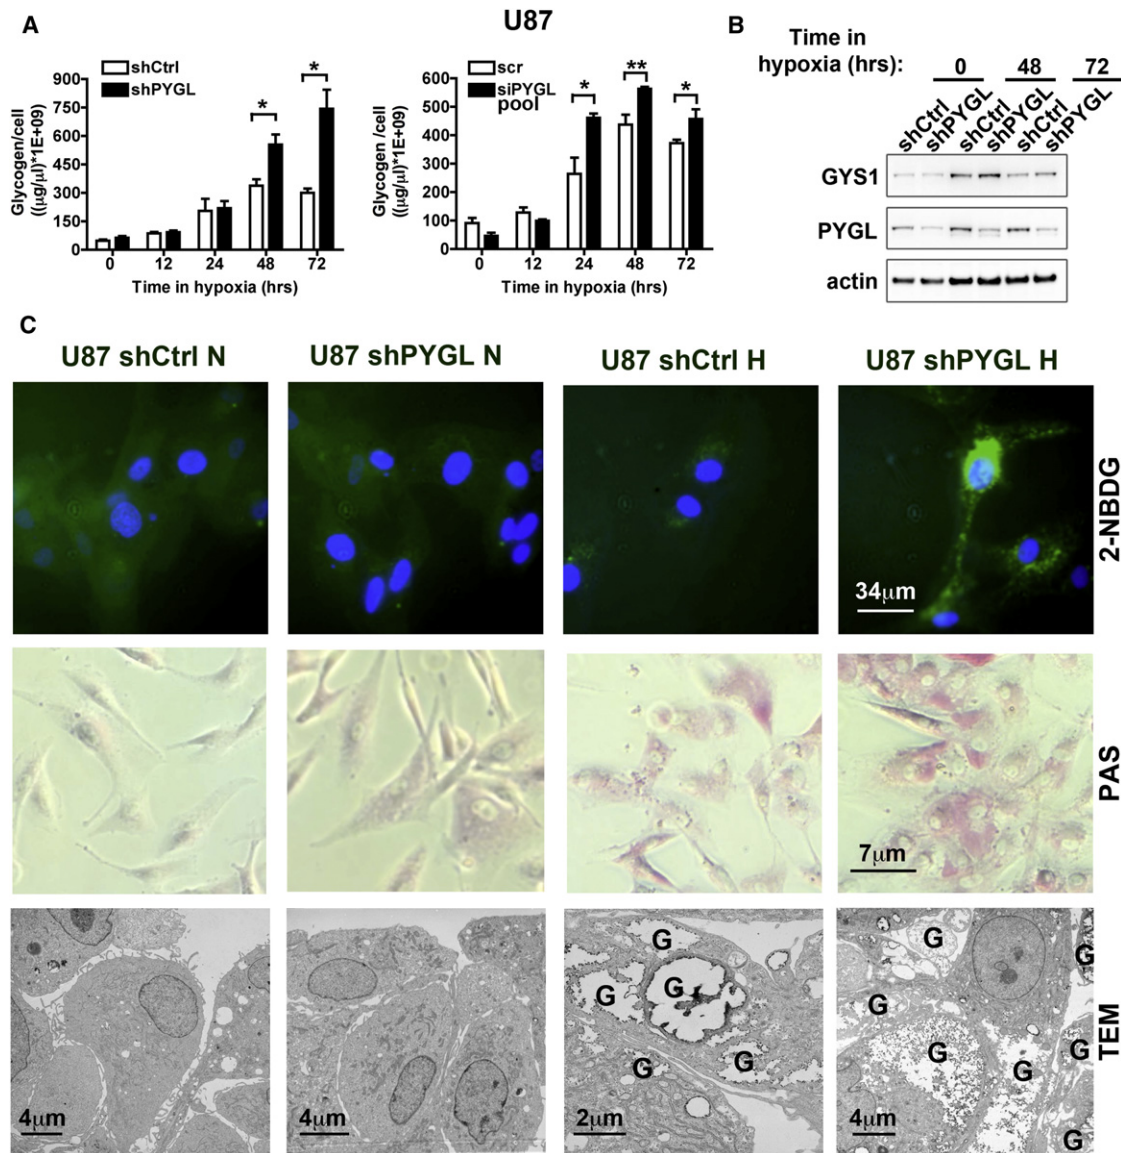 A
U87
B
shCtrl
shPYGL
*
*
Glycogen/cell
((µg/µl)*1E+09)
900
750
600
450
300
150
0
0 12 24 48 72
Time in hypoxia (hrs)
scr
siPYGL
pool
*
**
*
Glycogen /cell
((µg/µl)*1E+09)
600
500
400
300
200
100
0
0 12 24 48 72
Time in hypoxia (hrs)
Time in
hypoxia (hrs): 0 48 72
shCtrl shPYGL shCtrl shPYGL shCtrl shPYGL
GYS1
PYGL
actin
C
U87 shCtrl N U87 shPYGL N U87 shCtrl H U87 shPYGL H
34µm
2-NBDG
7µm
PAS
4µm
4µm
G
G G
G G
2µm
G G
G
G G G
G
4µm
TEM